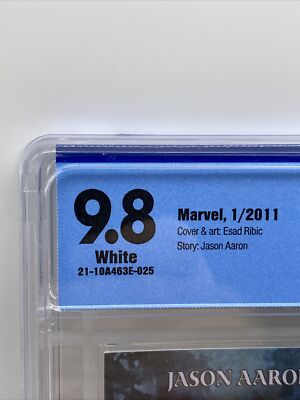 9.8
White
21-10A463E-025
Marvel, 1/2011
Cover & art: Esad Ribic
Story: Jason Aaron
JASON AARON